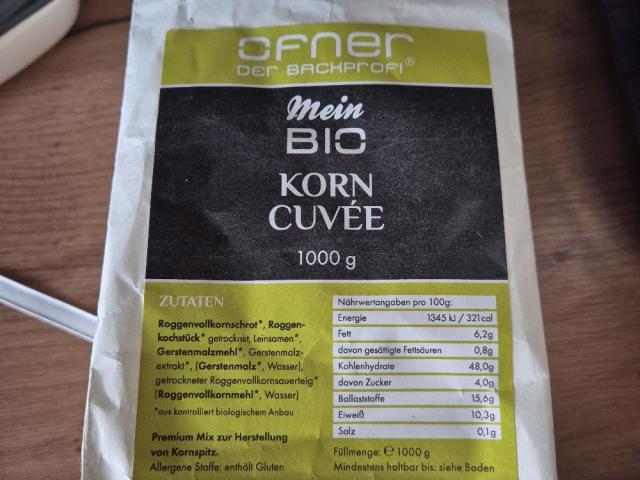 OFNER
DER BACKPROFI®
Mein
BIO
KORN
CUVÉE
1000 g
ZUTATEN
Roggenvollkornschrot*, Roggen-
kochstück* getrocknet, Leinsamen*,
Gerstenmalzmehl*, Gerstenmalz-
extrakt*, (Gerstenmalz*, Wasser),
getrockneter Roggenvollkornsauerteig*
(Roggenvollkornmehl*, Wasser)
*aus kontrolliert biologischem Anbau
Premium Mix zur Herstellung
von Kornspitz.
Allergene Stoffe: enthält Gluten
Nährwertangaben pro 100g:
Energie 1345 kJ / 321cal
Fett 6,2g
davon gesättigte Fettsäuren 0,8g
Kohlenhydrate 48,0g
davon Zucker 4,0g
Ballaststoffe 15,6g
Eiweiß 10,3g
Salz 0,1g
Füllmenge: ℮ 1000 g
Mindestens haltbar bis: siehe Boden